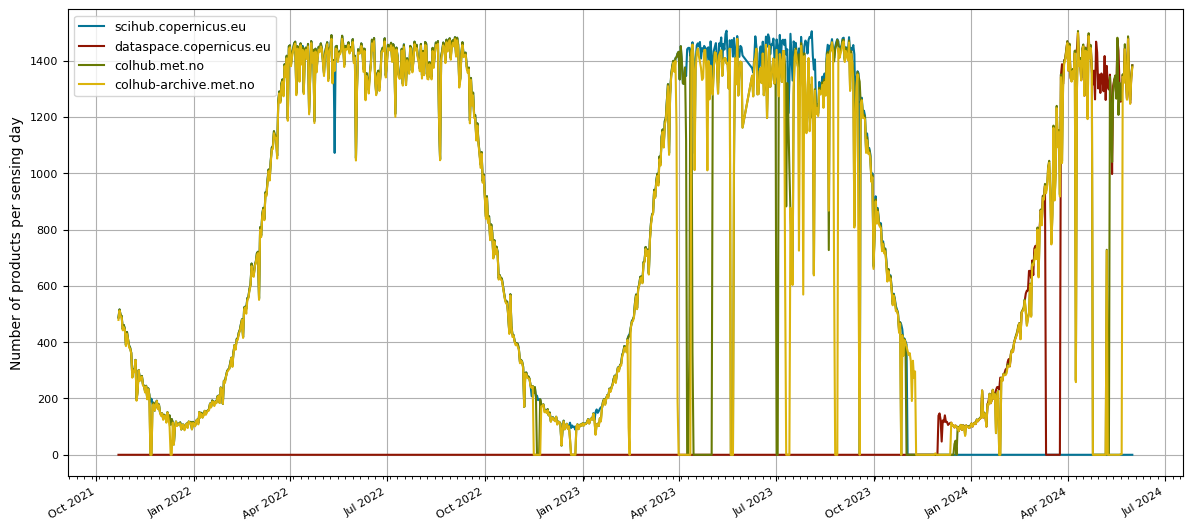 scihub.copernicus.eu
dataspace.copernicus.eu
colhub.met.no
colhub-archive.met.no
Number of products per sensing day
1400
1200
1000
800
600
400
200
0
Oct 2021
Jan 2022
Apr 2022
Jul 2022
Oct 2022
Jan 2023
Apr 2023
Jul 2023
Oct 2023
Jan 2024
Apr 2024
Jul 2024